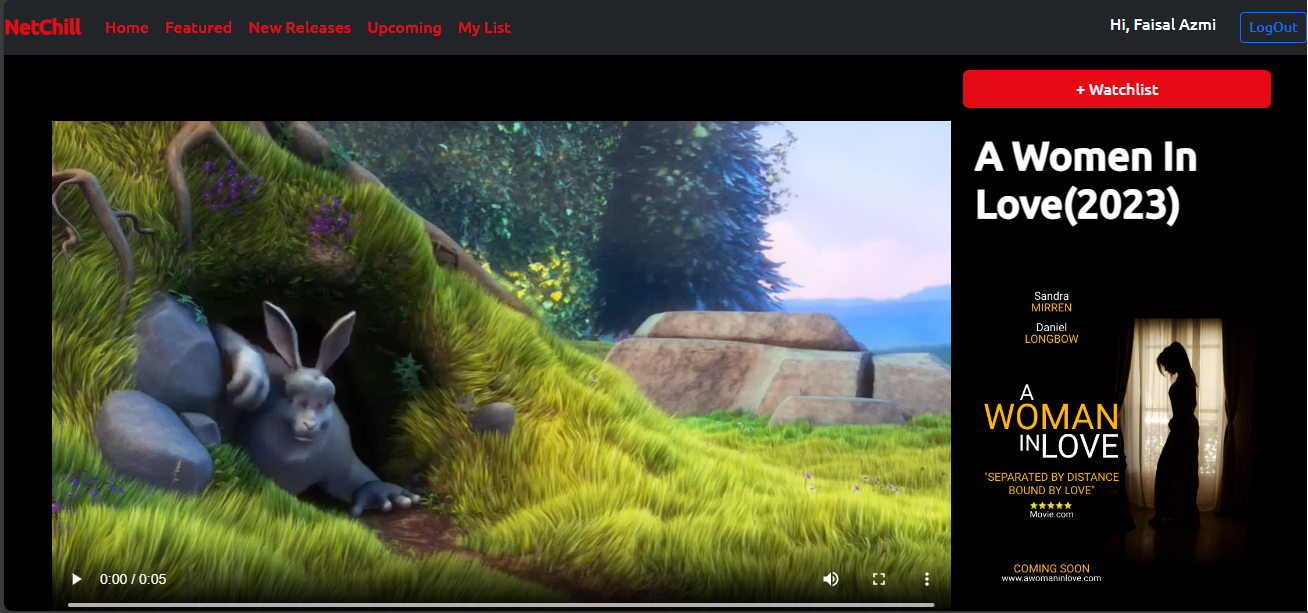 NetChill Home Featured New Releases Upcoming My List Hi, Faisal Azmi LogOut
+ Watchlist
A Women In
Love(2023)
Sandra
MIRREN
Daniel
LONGBOW
A
WOMAN
IN LOVE
"SEPARATED BY DISTANCE
BOUND BY LOVE"
Movie.com
COMING SOON
www.awomaninlove.com
0:00 / 0:05